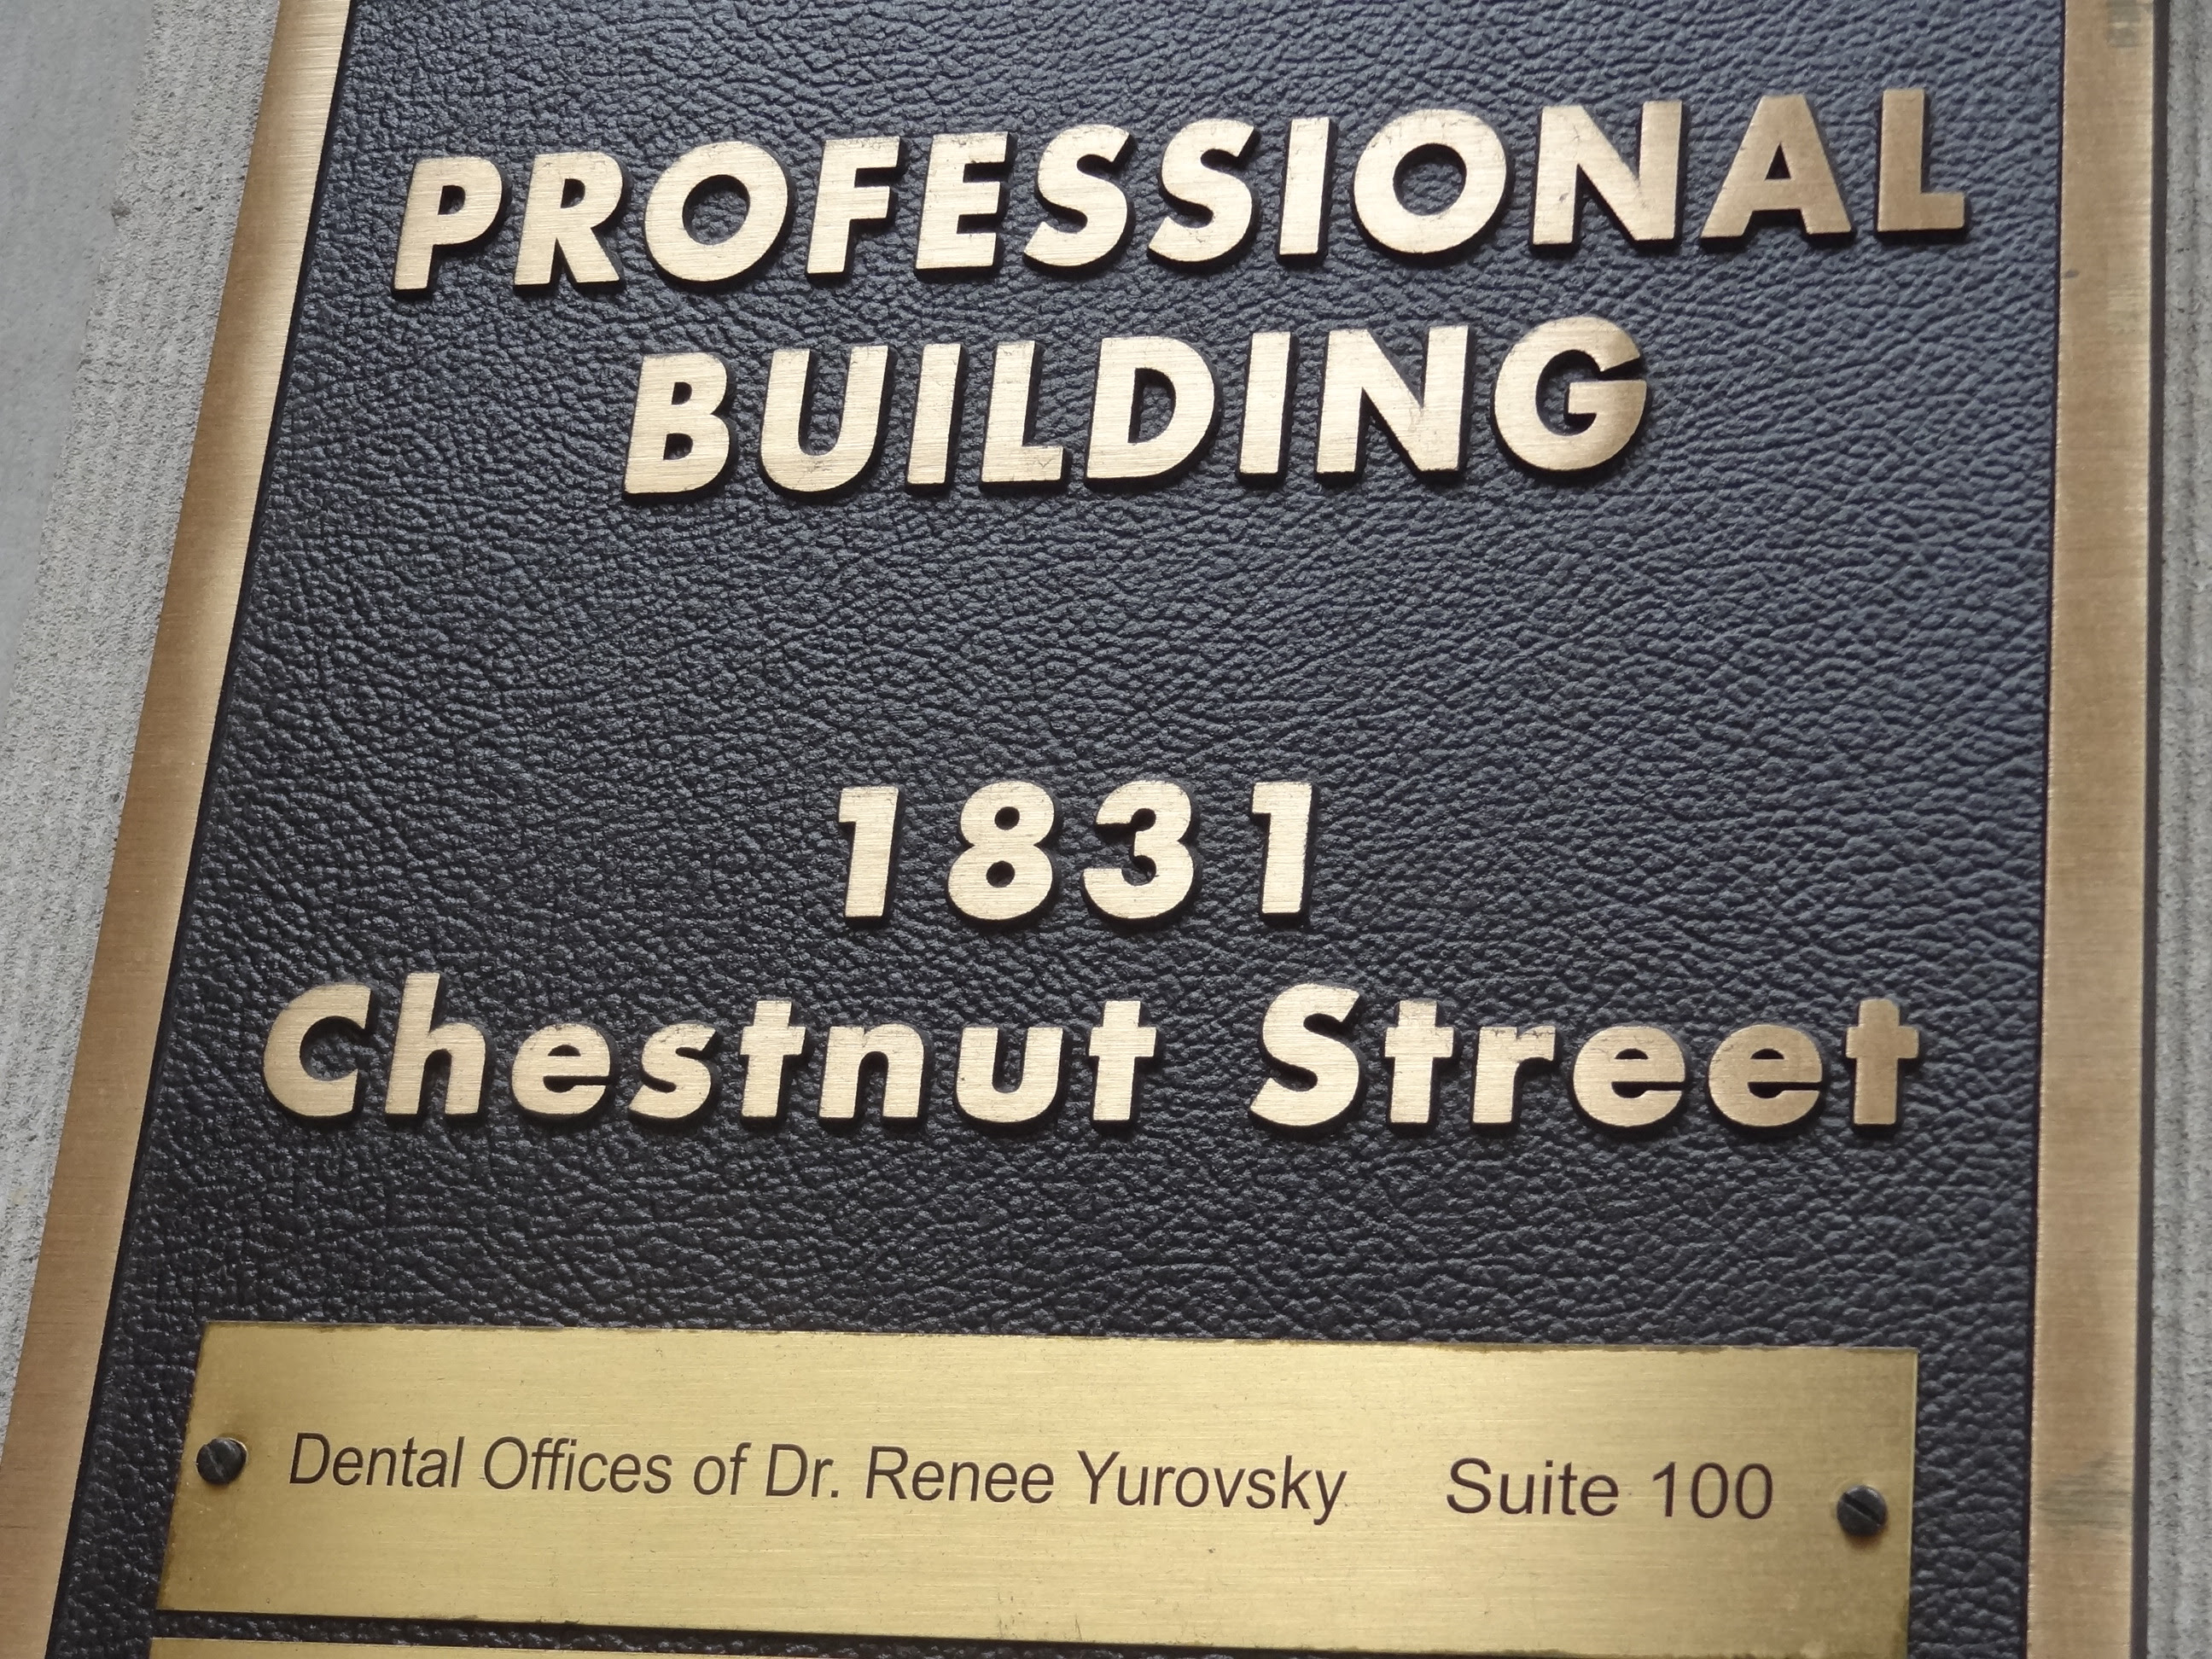 PROFESSIONAL
BUILDING
1831
Chestnut Street
Dental Offices of Dr. Renee Yurovsky Suite 100